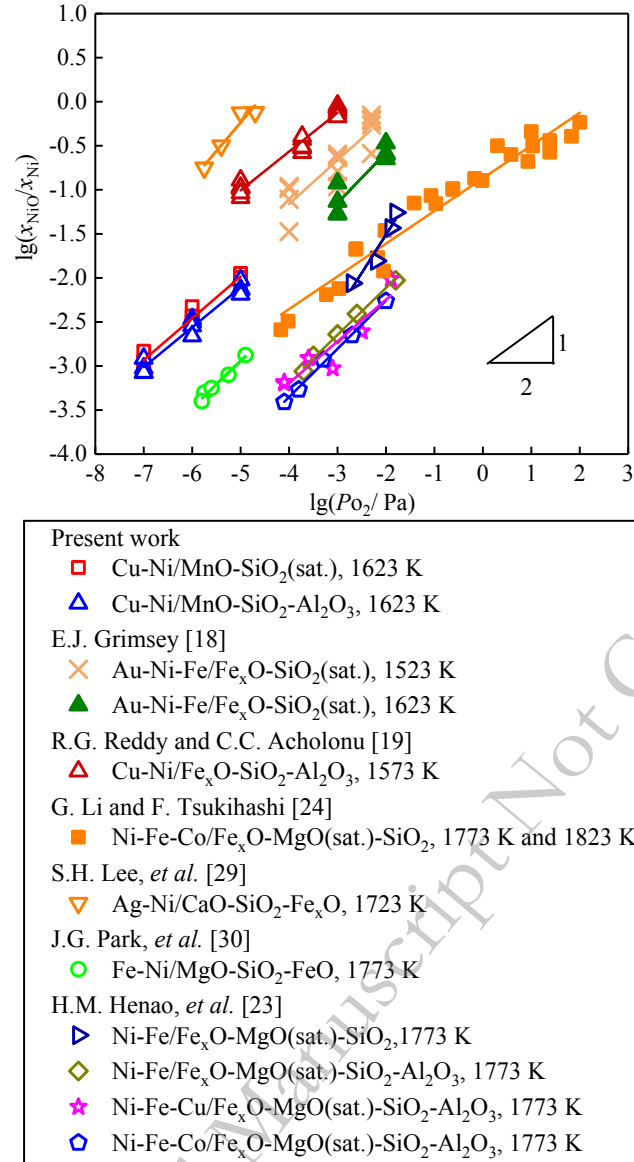 1.0
0.5
0.0
-0.5
-1.0
-1.5
-2.0
-2.5
-3.0
-3.5
-4.0
lg(x_NiO/x_Ni)
1
2
-8 -7 -6 -5 -4 -3 -2 -1 0 1 2 3
lg(Po₂/ Pa)
Present work
Cu-Ni/MnO-SiO₂(sat.), 1623 K
Cu-Ni/MnO-SiO₂-Al₂O₃, 1623 K
E.J. Grimsey [18]
Au-Ni-Fe/FeₓO-SiO₂(sat.), 1523 K
Au-Ni-Fe/FeₓO-SiO₂(sat.), 1623 K
R.G. Reddy and C.C. Acholonu [19]
Cu-Ni/FeₓO-SiO₂-Al₂O₃, 1573 K
G. Li and F. Tsukihashi [24]
Ni-Fe-Co/FeₓO-MgO(sat.)-SiO₂, 1773 K and 1823 K
S.H. Lee, et al. [29]
Ag-Ni/CaO-SiO₂-FeₓO, 1723 K
J.G. Park, et al. [30]
Fe-Ni/MgO-SiO₂-FeO, 1773 K
H.M. Henao, et al. [23]
Ni-Fe/FeₓO-MgO(sat.)-SiO₂,1773 K
Ni-Fe/FeₓO-MgO(sat.)-SiO₂-Al₂O₃, 1773 K
Ni-Fe-Cu/FeₓO-MgO(sat.)-SiO₂-Al₂O₃, 1773 K
Ni-Fe-Co/FeₓO-MgO(sat.)-SiO₂-Al₂O₃, 1773 K
Manuscript Not C